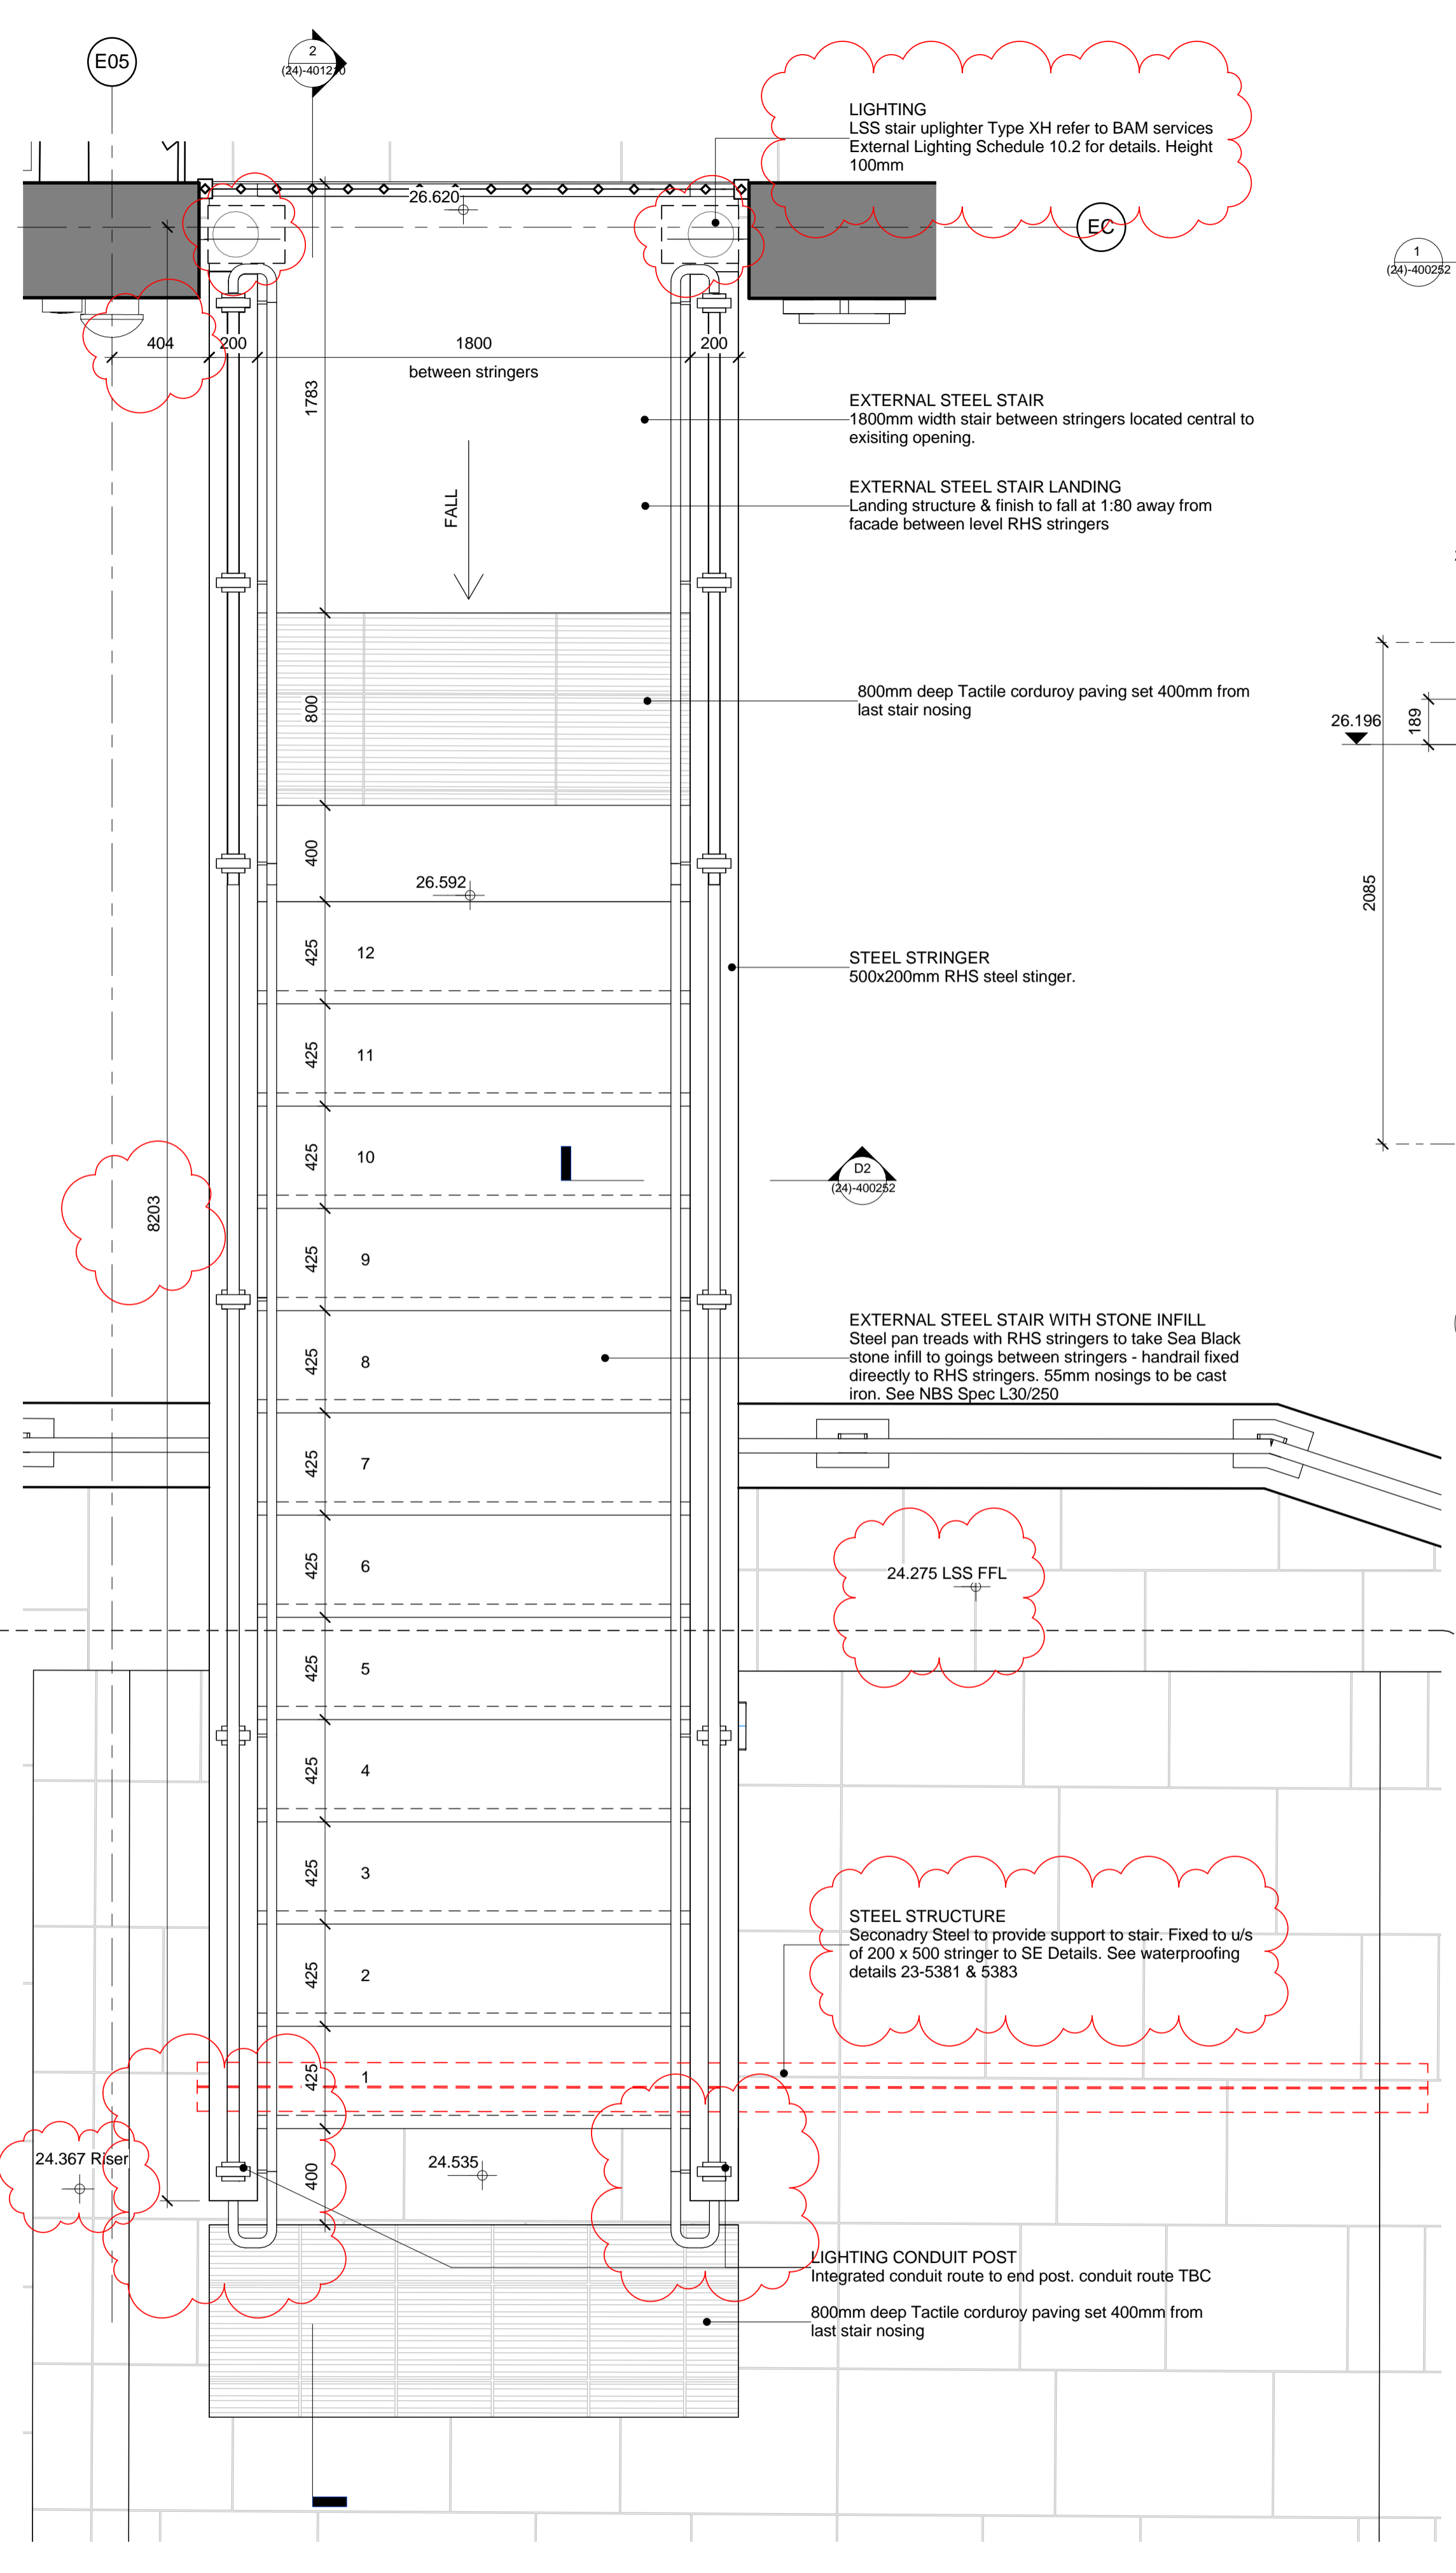 E05
2
(24)-401210
LIGHTING
LSS stair uplighter Type XH refer to BAM services
External Lighting Schedule 10.2 for details. Height
100mm
26.620
EC
1
(24)-400252
404
200
1800
200
between stringers
1783
EXTERNAL STEEL STAIR
1800mm width stair between stringers located central to
exisiting opening.
FALL
EXTERNAL STEEL STAIR LANDING
Landing structure & finish to fall at 1:80 away from
facade between level RHS stringers
800
800mm deep Tactile corduroy paving set 400mm from
last stair nosing
26.196
189
400
26.592
2085
425
12
STEEL STRINGER
500x200mm RHS steel stinger.
425
11
425
10
D2
(24)-400252
8203
425
9
EXTERNAL STEEL STAIR WITH STONE INFILL
Steel pan treads with RHS stringers to take Sea Black
stone infill to goings between stringers - handrail fixed
direectly to RHS stringers. 55mm nosings to be cast
iron. See NBS Spec L30/250
425
8
425
7
425
6
24.275 LSS FFL
425
5
425
4
425
3
STEEL STRUCTURE
Seconadry Steel to provide support to stair. Fixed to u/s
of 200 x 500 stringer to SE Details. See waterproofing
details 23-5381 & 5383
425
2
425
1
24.367 Riser
24.535
400
LIGHTING CONDUIT POST
Integrated conduit route to end post. conduit route TBC
800mm deep Tactile corduroy paving set 400mm from
last stair nosing